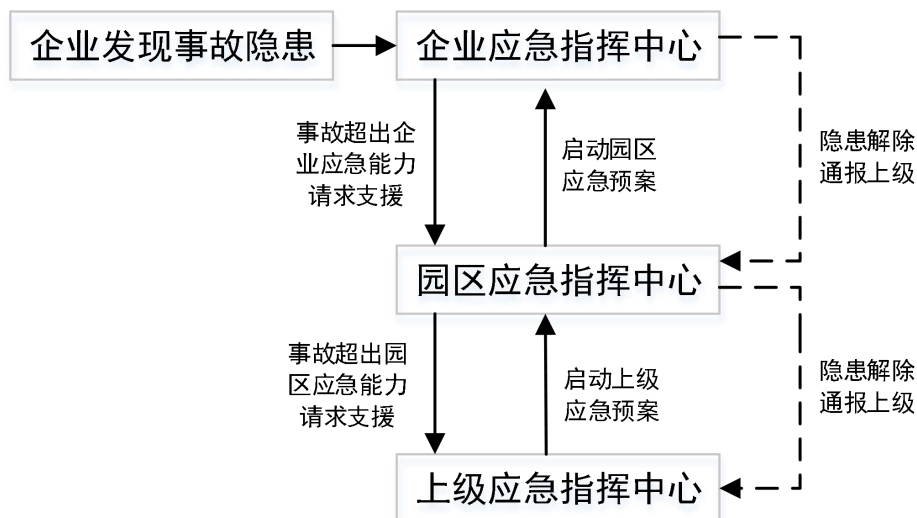 企业发现事故隐患
企业应急指挥中心
事故超出企
业应急能力
请求支援
启动园区
应急预案
隐患解除
通报上级
园区应急指挥中心
事故超出园
区应急能力
请求支援
启动上级
应急预案
隐患解除
通报上级
上级应急指挥中心